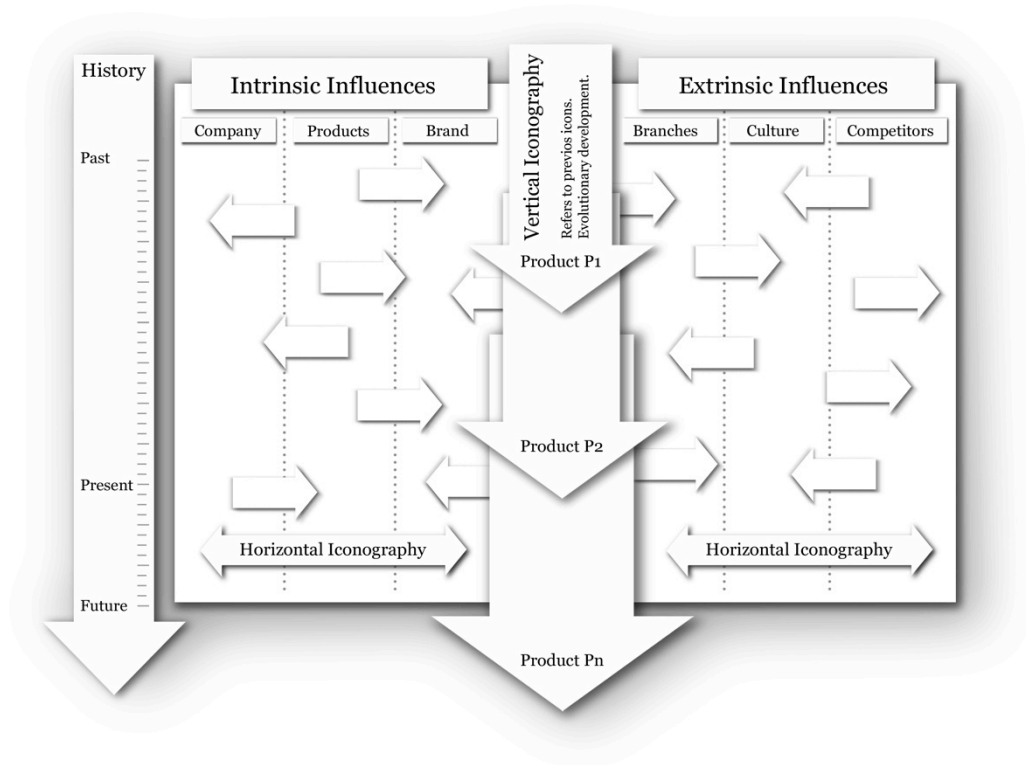 History
Intrinsic Influences
Extrinsic Influences
Vertical Iconography
Refers to previos icons.
Evolutionary development.
Company
Products
Brand
Branches
Culture
Competitors
Past
Product P1
Product P2
Present
Horizontal Iconography
Horizontal Iconography
Future
Product Pn